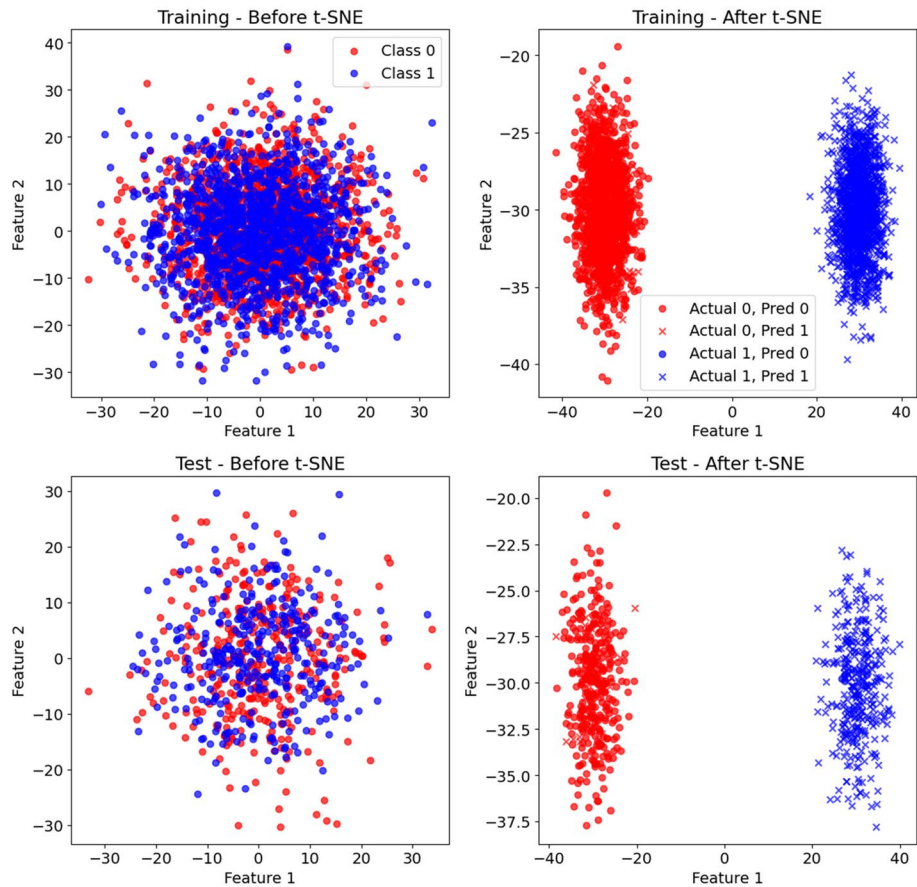 Training - Before t-SNE
Feature 2
40
30
20
10
0
−10
−20
−30
Class 0
Class 1
−30 −20 −10 0 10 20 30
Feature 1
Training - After t-SNE
Feature 2
−20
−25
−30
−35
−40
Actual 0, Pred 0
Actual 0, Pred 1
Actual 1, Pred 0
Actual 1, Pred 1
−40 −20 0 20 40
Feature 1
Test - Before t-SNE
Feature 2
30
20
10
0
−10
−20
−30
−30 −20 −10 0 10 20 30
Feature 1
Test - After t-SNE
Feature 2
−20.0
−22.5
−25.0
−27.5
−30.0
−32.5
−35.0
−37.5
−40 −20 0 20 40
Feature 1